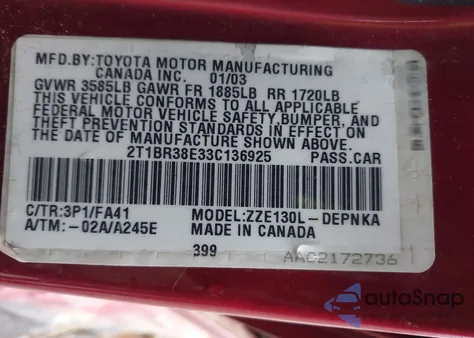 MFD.BY:TOYOTA MOTOR MANUFACTURING
CANADA INC. 01/03
GVWR 3585LB GAWR FR 1885LB RR 1720LB
THIS VEHICLE CONFORMS TO ALL APPLICABLE
FEDERAL MOTOR VEHICLE SAFETY,BUMPER, AND
THEFT PREVENTION STANDARDS IN EFFECT ON
THE DATE OF MANUFACTURE SHOWN ABOVE.
2T1BR38E33C136925 PASS.CAR
C/TR:3P1/FA41 MODEL:ZZE130L-DEPNKA
A/TM:-02A/A245E MADE IN CANADA
399
AAC2172736
autoSnap